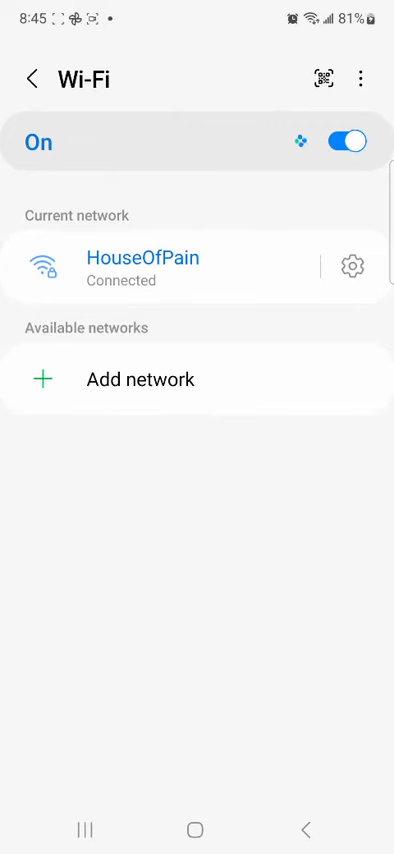 8:45 81%
Wi-Fi
On
Current network
HouseOfPain
Connected
Available networks
Add network